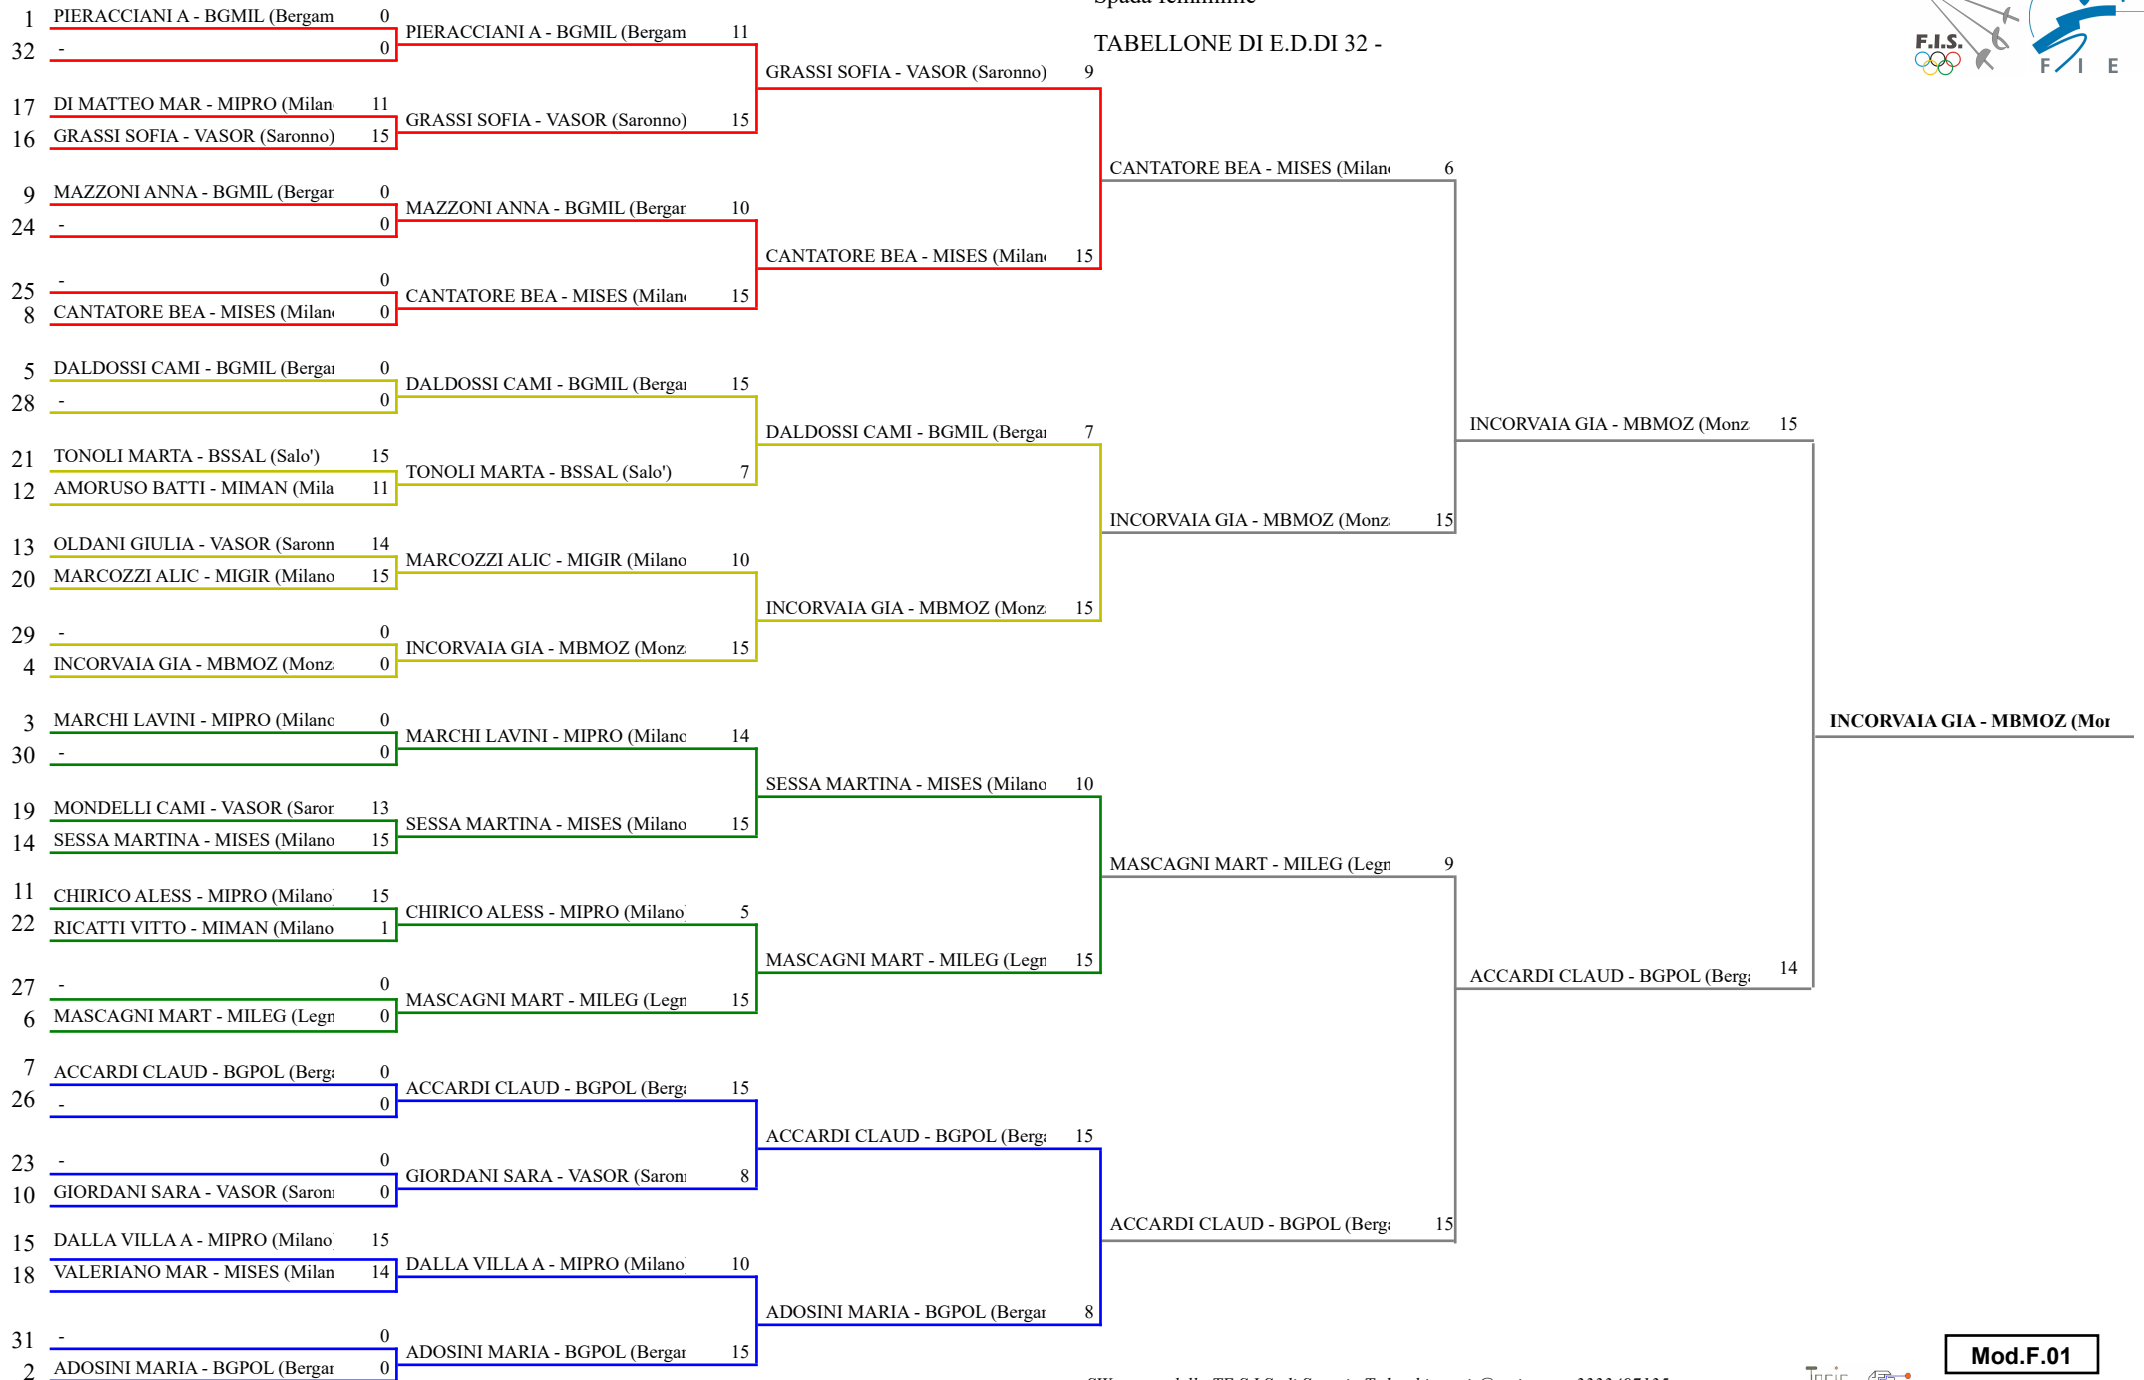 Spada femminile
TABELLONE DI E.D.DI 32 -
F.I.S.
F I E
1 PIERACCIANI A - BGMIL (Bergam 0
32 - 0
17 DI MATTEO MAR - MIPRO (Milan 11
16 GRASSI SOFIA - VASOR (Saronno) 15
9 MAZZONI ANNA - BGMIL (Bergar 0
24 - 0
25 - 0
8 CANTATORE BEA - MISES (Milan 0
5 DALDOSSI CAMI - BGMIL (Berga 0
28 - 0
21 TONOLI MARTA - BSSAL (Salo') 15
12 AMORUSO BATTI - MIMAN (Mila 11
13 OLDANI GIULIA - VASOR (Saronn 14
20 MARCOZZI ALIC - MIGIR (Milano 15
29 - 0
4 INCORVAIA GIA - MBMOZ (Monz 0
3 MARCHI LAVINI - MIPRO (Milano 0
30 - 0
19 MONDELLI CAMI - VASOR (Saror 13
14 SESSA MARTINA - MISES (Milano 15
11 CHIRICO ALESS - MIPRO (Milano) 15
22 RICATTI VITTO - MIMAN (Milano 1
27 - 0
6 MASCAGNI MART - MILEG (Legn 0
7 ACCARDI CLAUD - BGPOL (Berg 0
26 - 0
23 - 0
10 GIORDANI SARA - VASOR (Saron 0
15 DALLA VILLA A - MIPRO (Milano) 15
18 VALERIANO MAR - MISES (Milan 14
31 - 0
2 ADOSINI MARIA - BGPOL (Bergar 0
PIERACCIANI A - BGMIL (Bergam 11
GRASSI SOFIA - VASOR (Saronno) 15
MAZZONI ANNA - BGMIL (Bergar 10
CANTATORE BEA - MISES (Milan 15
DALDOSSI CAMI - BGMIL (Berga 15
TONOLI MARTA - BSSAL (Salo') 7
MARCOZZI ALIC - MIGIR (Milano 10
INCORVAIA GIA - MBMOZ (Monz 15
MARCHI LAVINI - MIPRO (Milano 14
SESSA MARTINA - MISES (Milano 15
CHIRICO ALESS - MIPRO (Milano) 5
MASCAGNI MART - MILEG (Legn 15
ACCARDI CLAUD - BGPOL (Berg 15
GIORDANI SARA - VASOR (Saron 8
DALLA VILLA A - MIPRO (Milano) 10
ADOSINI MARIA - BGPOL (Bergar 15
GRASSI SOFIA - VASOR (Saronno) 9
CANTATORE BEA - MISES (Milan 15
DALDOSSI CAMI - BGMIL (Berga 7
INCORVAIA GIA - MBMOZ (Monz 15
SESSA MARTINA - MISES (Milano 10
MASCAGNI MART - MILEG (Legn 15
ACCARDI CLAUD - BGPOL (Berg 15
ADOSINI MARIA - BGPOL (Bergar 8
CANTATORE BEA - MISES (Milan 6
INCORVAIA GIA - MBMOZ (Monz 15
MASCAGNI MART - MILEG (Legn 9
ACCARDI CLAUD - BGPOL (Berg 15
INCORVAIA GIA - MBMOZ (Monz 15
ACCARDI CLAUD - BGPOL (Berg 14
INCORVAIA GIA - MBMOZ (Mor
Mod.F.01